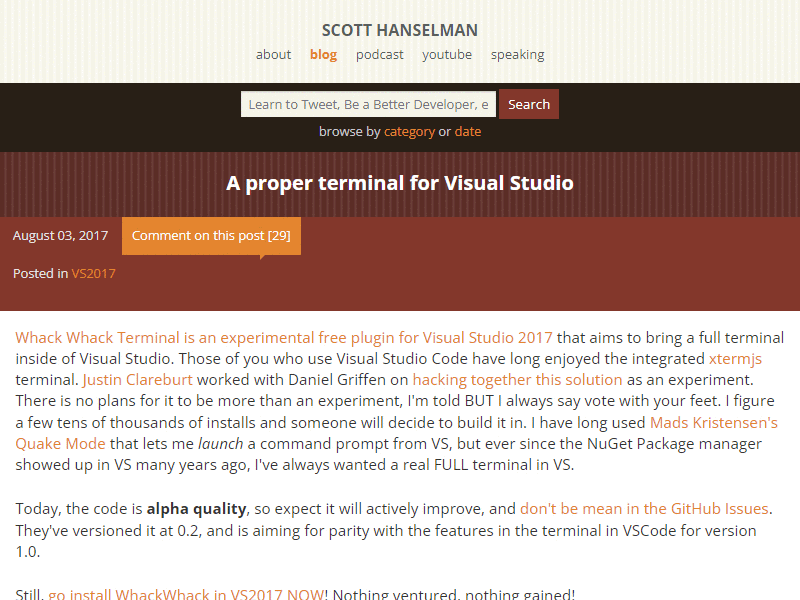 SCOTT HANSELMAN
about blog podcast youtube speaking
Learn to Tweet, Be a Better Developer, e
Search
browse by category or date
A proper terminal for Visual Studio
August 03, 2017
Comment on this post [29]
Posted in VS2017
Whack Whack Terminal is an experimental free plugin for Visual Studio 2017 that aims to bring a full terminal
inside of Visual Studio. Those of you who use Visual Studio Code have long enjoyed the integrated xtermjs
terminal. Justin Clareburt worked with Daniel Griffen on hacking together this solution as an experiment.
There is no plans for it to be more than an experiment, I'm told BUT I always say vote with your feet. I figure
a few tens of thousands of installs and someone will decide to build it in. I have long used Mads Kristensen's
Quake Mode that lets me launch a command prompt from VS, but ever since the NuGet Package manager
showed up in VS many years ago, I've always wanted a real FULL terminal in VS.
Today, the code is alpha quality, so expect it will actively improve, and don't be mean in the GitHub Issues.
They've versioned it at 0.2, and is aiming for parity with the features in the terminal in VSCode for version
1.0.
Still, go install WhackWhack in VS2017 NOW! Nothing ventured, nothing gained!